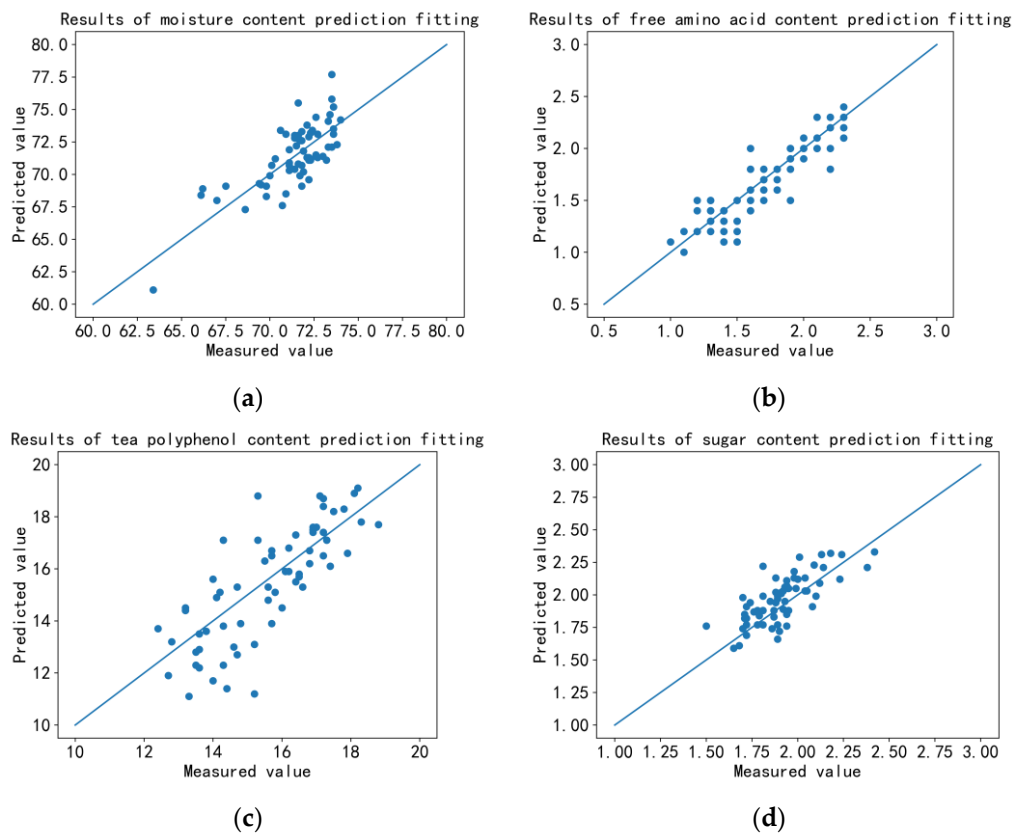 Results of moisture content prediction fitting
80.0
77.5
75.0
72.5
70.0
67.5
65.0
62.5
60.0
Predicted value
60.0 62.5 65.0 67.5 70.0 72.5 75.0 77.5 80.0
Measured value
(a)
Results of free amino acid content prediction fitting
3.0
2.5
2.0
1.5
1.0
0.5
Predicted value
0.5 1.0 1.5 2.0 2.5 3.0
Measured value
(b)
Results of tea polyphenol content prediction fitting
20
18
16
14
12
10
Predicted value
10 12 14 16 18 20
Measured value
(c)
Results of sugar content prediction fitting
3.00
2.75
2.50
2.25
2.00
1.75
1.50
1.25
1.00
Predicted value
1.00 1.25 1.50 1.75 2.00 2.25 2.50 2.75 3.00
Measured value
(d)